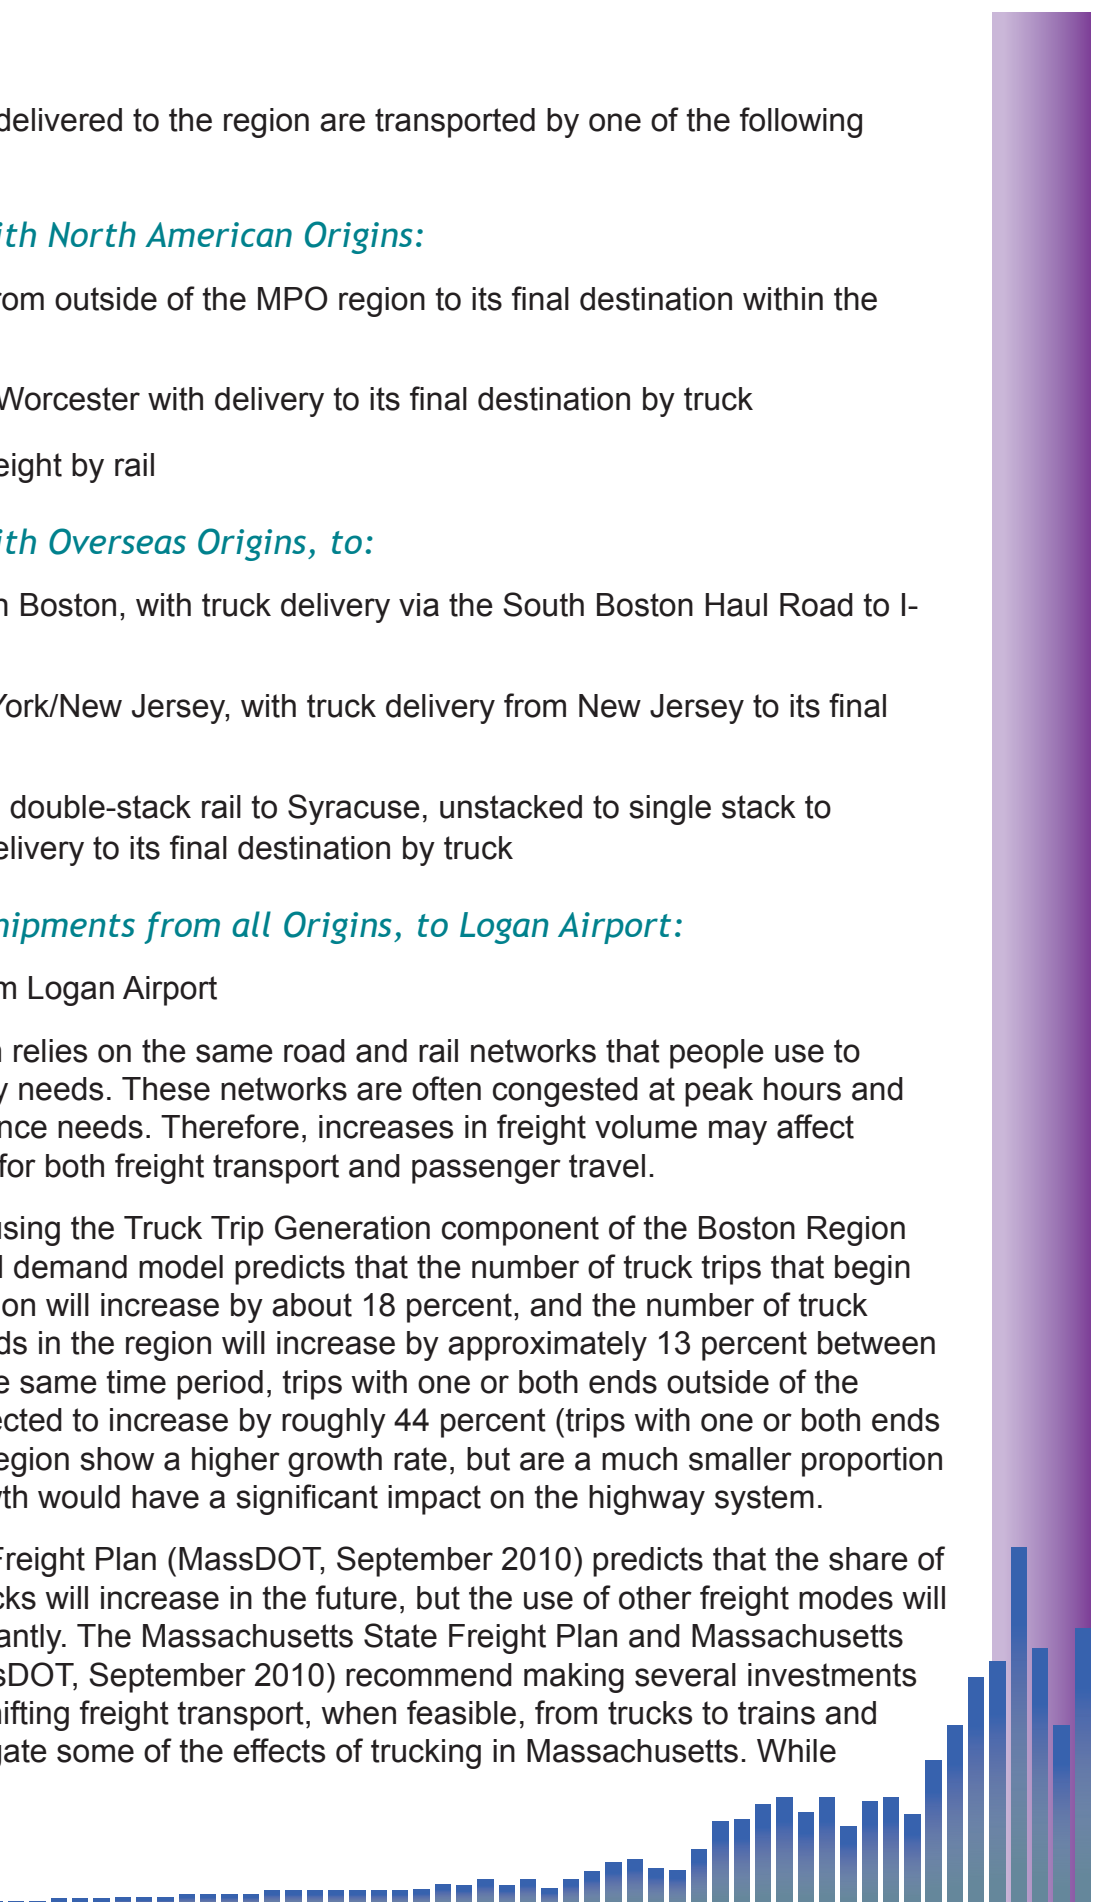 delivered to the region are transported by one of the following
ith North American Origins:
rom outside of the MPO region to its final destination within the
Worcester with delivery to its final destination by truck
eight by rail
ith Overseas Origins, to:
n Boston, with truck delivery via the South Boston Haul Road to I-
York/New Jersey, with truck delivery from New Jersey to its final
double-stack rail to Syracuse, unstacked to single stack to
elivery to its final destination by truck
hipments from all Origins, to Logan Airport:
m Logan Airport
n relies on the same road and rail networks that people use to
y needs. These networks are often congested at peak hours and
nce needs. Therefore, increases in freight volume may affect
for both freight transport and passenger travel.
using the Truck Trip Generation component of the Boston Region
l demand model predicts that the number of truck trips that begin
ion will increase by about 18 percent, and the number of truck
ds in the region will increase by approximately 13 percent between
e same time period, trips with one or both ends outside of the
ected to increase by roughly 44 percent (trips with one or both ends
egion show a higher growth rate, but are a much smaller proportion
wth would have a significant impact on the highway system.
Freight Plan (MassDOT, September 2010) predicts that the share of
cks will increase in the future, but the use of other freight modes will
antly. The Massachusetts State Freight Plan and Massachusetts
sDOT, September 2010) recommend making several investments
hifting freight transport, when feasible, from trucks to trains and
gate some of the effects of trucking in Massachusetts. While